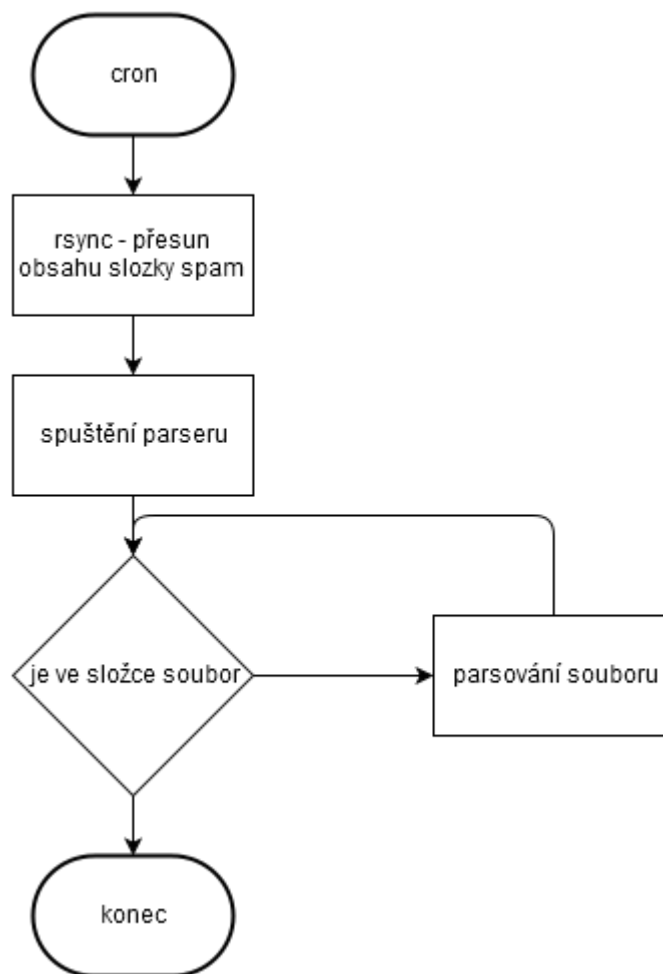 cron
rsync - přesun
obsahu slozky spam
spuštění parseru
je ve složce soubor
parsování souboru
konec